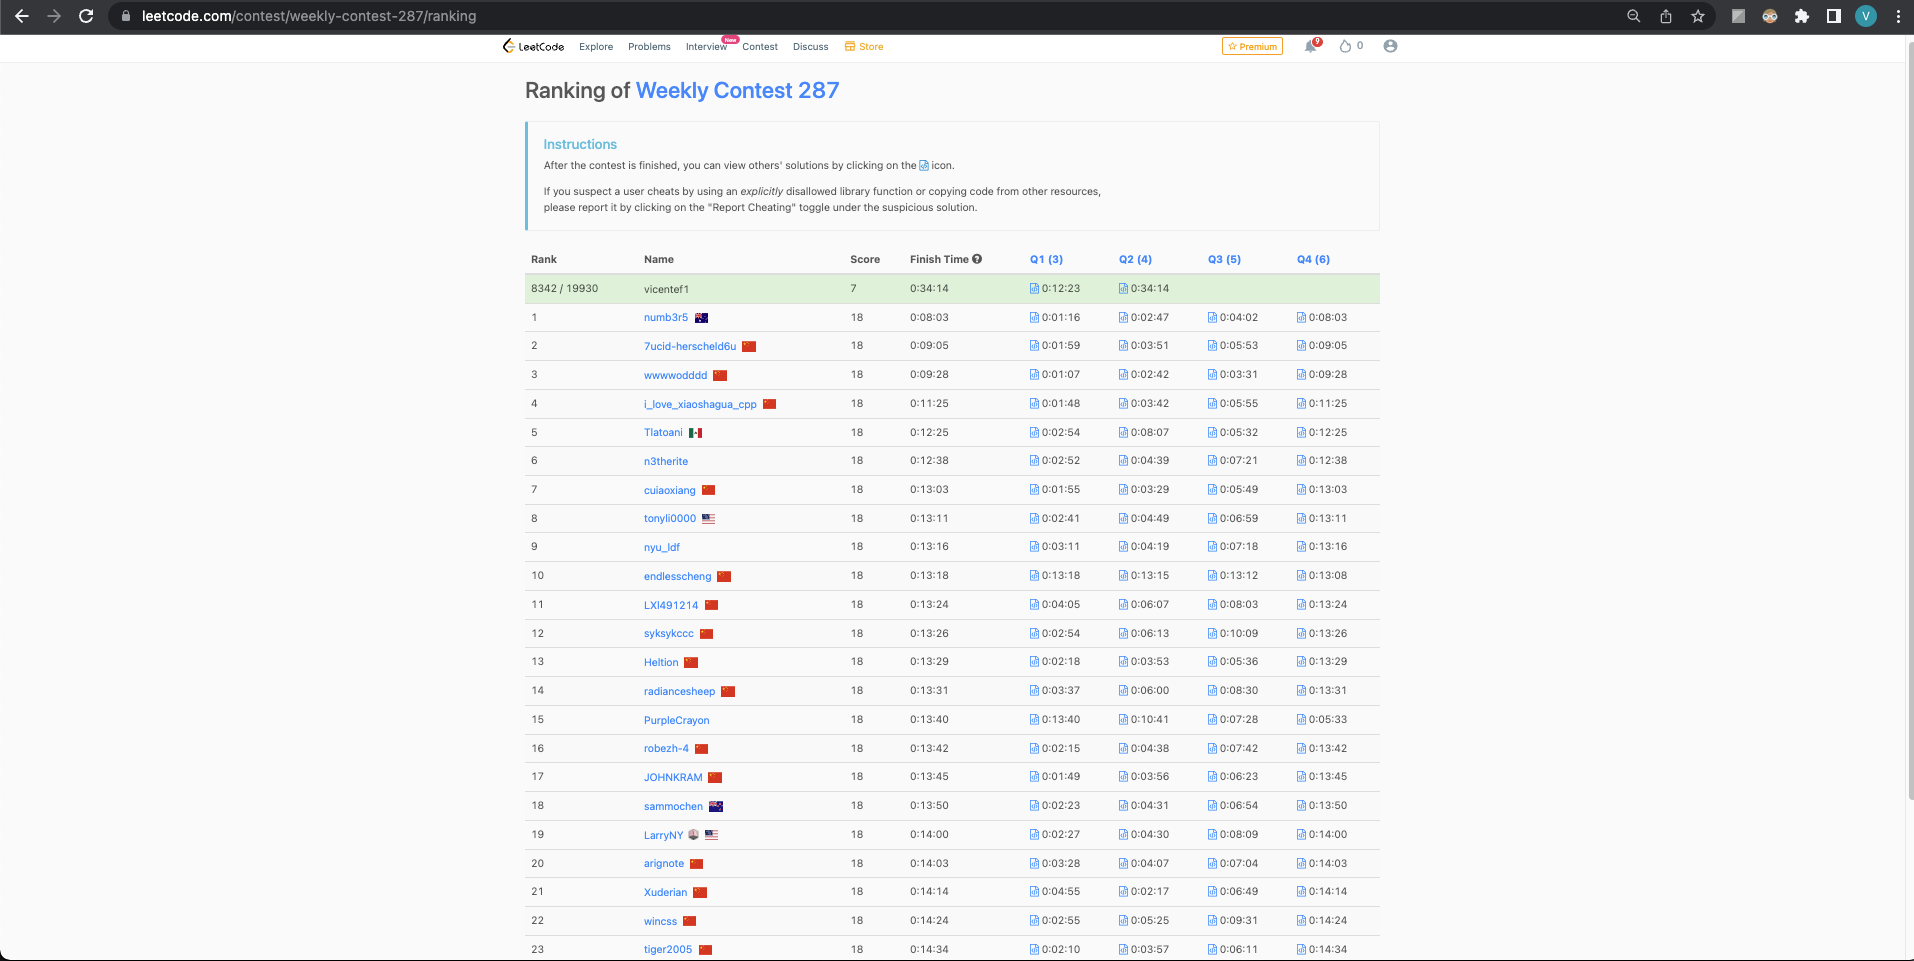 leetcode.com/contest/weekly-contest-287/ranking
V
LeetCode Explore Problems Interview New Contest Discuss Store Premium 9 0
Ranking of Weekly Contest 287
Instructions
After the contest is finished, you can view others' solutions by clicking on the icon.
If you suspect a user cheats by using an explicitly disallowed library function or copying code from other resources,
please report it by clicking on the "Report Cheating" toggle under the suspicious solution.
Rank Name Score Finish Time ? Q1 (3) Q2 (4) Q3 (5) Q4 (6)
8342 / 19930 vicentef1 7 0:34:14 0:12:23 0:34:14
1 numb3r5 18 0:08:03 0:01:16 0:02:47 0:04:02 0:08:03
2 7ucid-herscheld6u 18 0:09:05 0:01:59 0:03:51 0:05:53 0:09:05
3 wwwwodddd 18 0:09:28 0:01:07 0:02:42 0:03:31 0:09:28
4 i_love_xiaoshagua_cpp 18 0:11:25 0:01:48 0:03:42 0:05:55 0:11:25
5 Tlatoani 18 0:12:25 0:02:54 0:08:07 0:05:32 0:12:25
6 n3therite 18 0:12:38 0:02:52 0:04:39 0:07:21 0:12:38
7 cuiaoxiang 18 0:13:03 0:01:55 0:03:29 0:05:49 0:13:03
8 tonyli0000 18 0:13:11 0:02:41 0:04:49 0:06:59 0:13:11
9 nyu_ldf 18 0:13:16 0:03:11 0:04:19 0:07:18 0:13:16
10 endlesscheng 18 0:13:18 0:13:18 0:13:15 0:13:12 0:13:08
11 LXl491214 18 0:13:24 0:04:05 0:06:07 0:08:03 0:13:24
12 syksykccc 18 0:13:26 0:02:54 0:06:13 0:10:09 0:13:26
13 Heltion 18 0:13:29 0:02:18 0:03:53 0:05:36 0:13:29
14 radiancesheep 18 0:13:31 0:03:37 0:06:00 0:08:30 0:13:31
15 PurpleCrayon 18 0:13:40 0:13:40 0:10:41 0:07:28 0:05:33
16 robezh-4 18 0:13:42 0:02:15 0:04:38 0:07:42 0:13:42
17 JOHNKRAM 18 0:13:45 0:01:49 0:03:56 0:06:23 0:13:45
18 sammochen 18 0:13:50 0:02:23 0:04:31 0:06:54 0:13:50
19 LarryNY 18 0:14:00 0:02:27 0:04:30 0:08:09 0:14:00
20 arignote 18 0:14:03 0:03:28 0:04:07 0:07:04 0:14:03
21 Xuderian 18 0:14:14 0:04:55 0:02:17 0:06:49 0:14:14
22 wincss 18 0:14:24 0:02:55 0:05:25 0:09:31 0:14:24
23 tiger2005 18 0:14:34 0:02:10 0:03:57 0:06:11 0:14:34